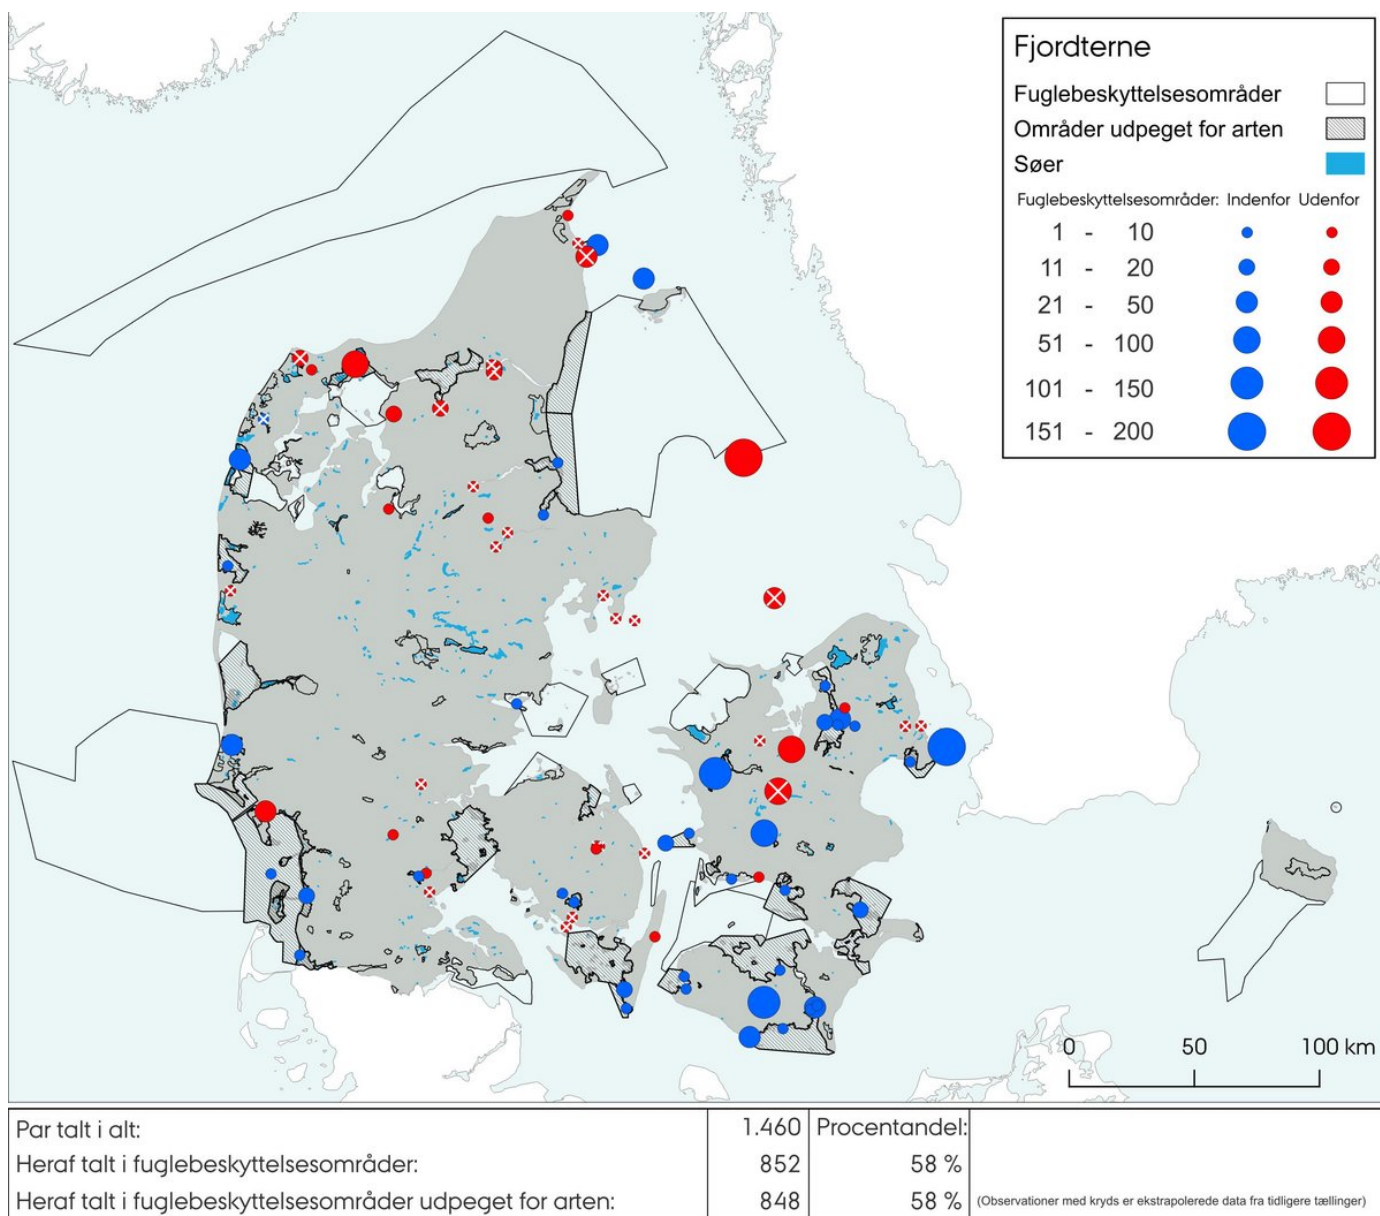 Fjordterne
Fuglebeskyttelsesområder
Områder udpeget for arten
Søer
Fuglebeskyttelsesområder: Indenfor Udenfor
1 - 10
11 - 20
21 - 50
51 - 100
101 - 150
151 - 200
0 50 100 km
Par talt i alt: 1.460 Procentandel:
Heraf talt i fuglebeskyttelsesområder: 852 58 %
Heraf talt i fuglebeskyttelsesområder udpeget for arten: 848 58 % (Observationer med kryds er ekstrapolerede data fra tidligere tællinger)